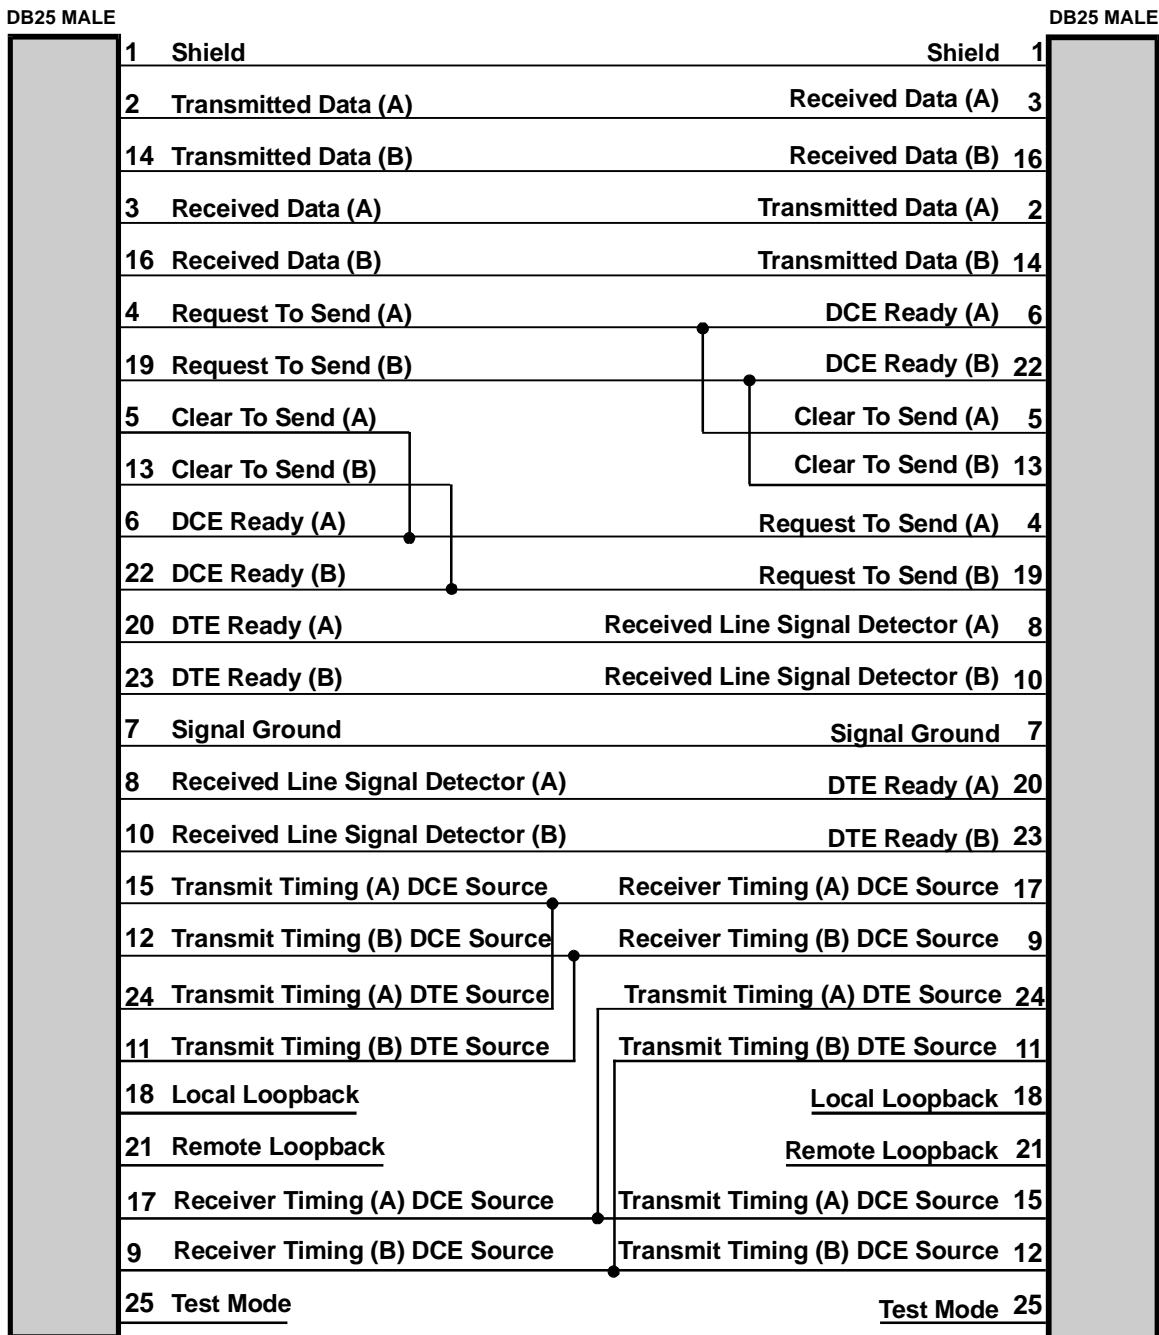 DB25 MALE DB25 MALE
1 Shield Shield 1
2 Transmitted Data (A) Received Data (A) 3
14 Transmitted Data (B) Received Data (B) 16
3 Received Data (A) Transmitted Data (A) 2
16 Received Data (B) Transmitted Data (B) 14
4 Request To Send (A) DCE Ready (A) 6
19 Request To Send (B) DCE Ready (B) 22
5 Clear To Send (A) Clear To Send (A) 5
13 Clear To Send (B) Clear To Send (B) 13
6 DCE Ready (A) Request To Send (A) 4
22 DCE Ready (B) Request To Send (B) 19
20 DTE Ready (A) Received Line Signal Detector (A) 8
23 DTE Ready (B) Received Line Signal Detector (B) 10
7 Signal Ground Signal Ground 7
8 Received Line Signal Detector (A) DTE Ready (A) 20
10 Received Line Signal Detector (B) DTE Ready (B) 23
15 Transmit Timing (A) DCE Source Receiver Timing (A) DCE Source 17
12 Transmit Timing (B) DCE Source Receiver Timing (B) DCE Source 9
24 Transmit Timing (A) DTE Source Transmit Timing (A) DTE Source 24
11 Transmit Timing (B) DTE Source Transmit Timing (B) DTE Source 11
18 Local Loopback Local Loopback 18
21 Remote Loopback Remote Loopback 21
17 Receiver Timing (A) DCE Source Transmit Timing (A) DCE Source 15
9 Receiver Timing (B) DCE Source Transmit Timing (B) DCE Source 12
25 Test Mode Test Mode 25